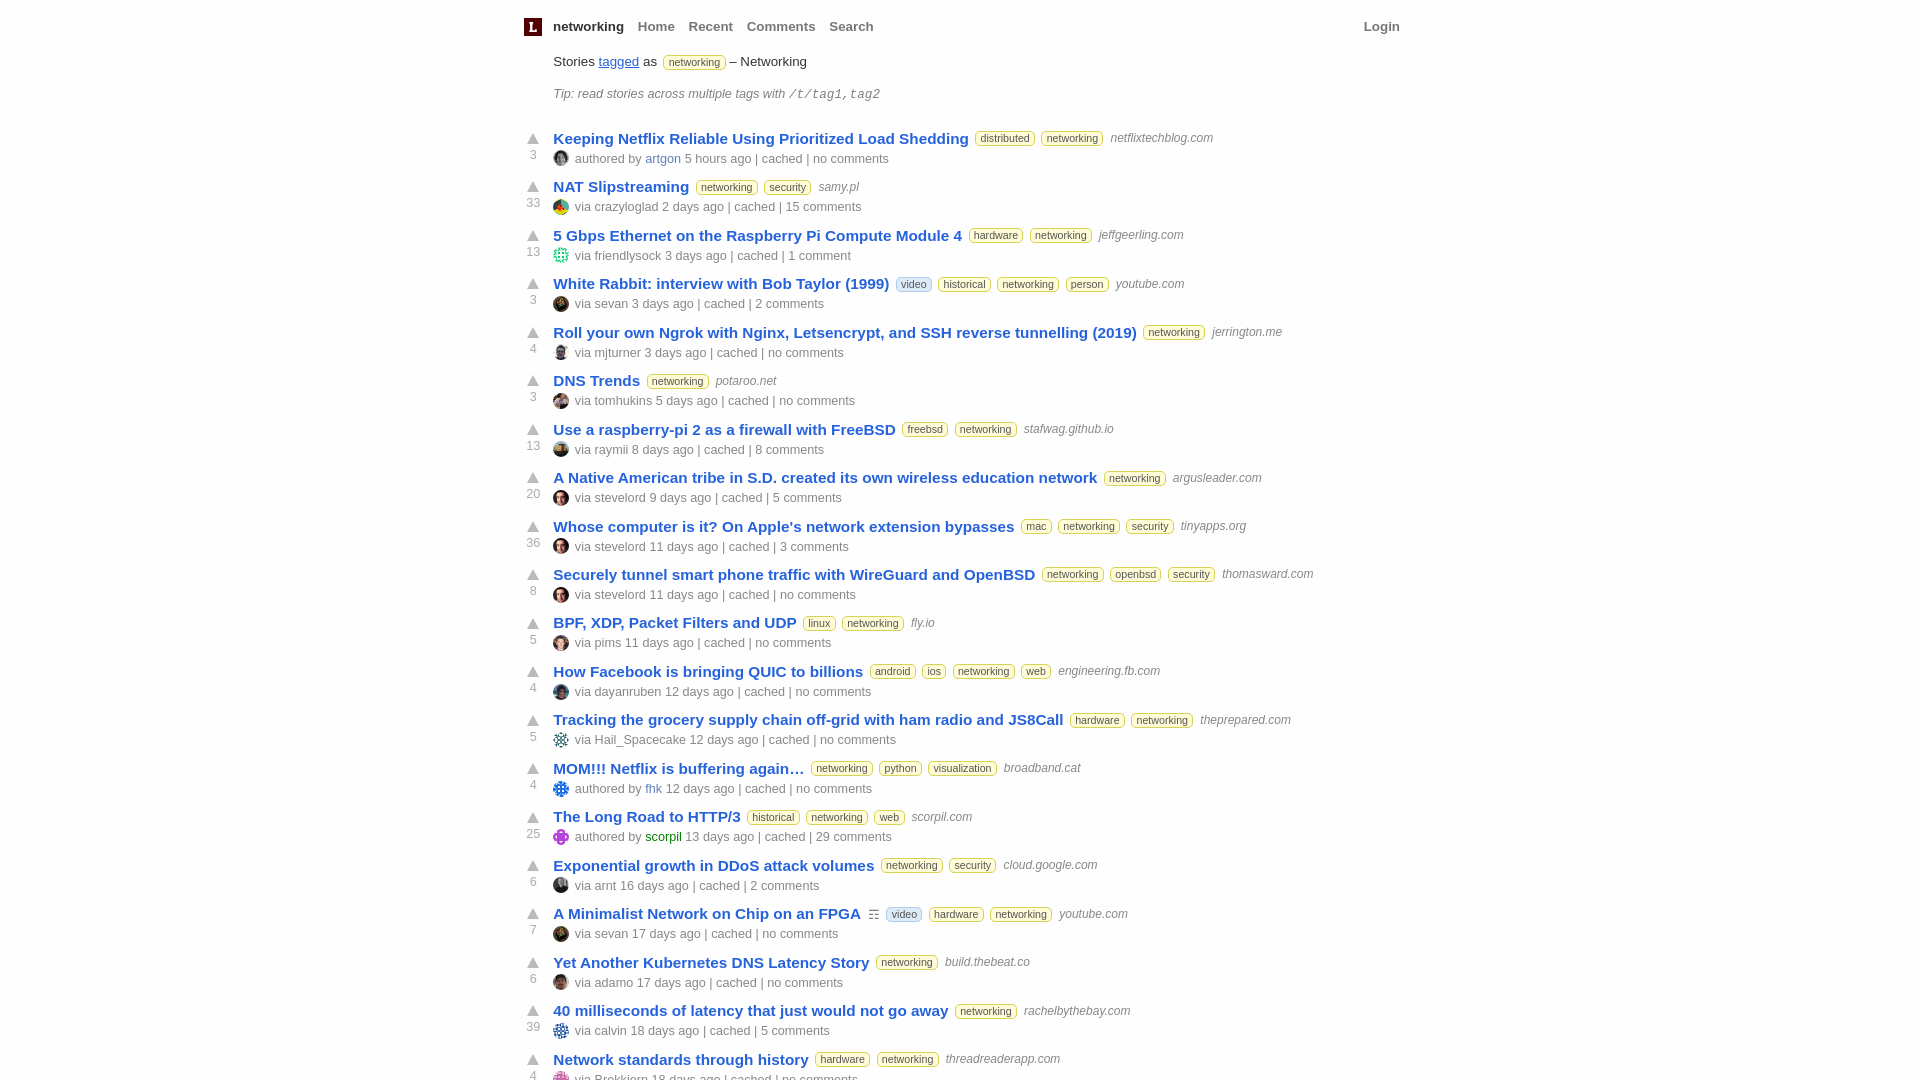 L networking Home Recent Comments Search Login
Stories tagged as networking – Networking
Tip: read stories across multiple tags with /t/tag1,tag2
Keeping Netflix Reliable Using Prioritized Load Shedding distributed networking netflixtechblog.com
3 authored by artgon 5 hours ago | cached | no comments
NAT Slipstreaming networking security samy.pl
33 via crazyloglad 2 days ago | cached | 15 comments
5 Gbps Ethernet on the Raspberry Pi Compute Module 4 hardware networking jeffgeerling.com
13 via friendlysock 3 days ago | cached | 1 comment
White Rabbit: interview with Bob Taylor (1999) video historical networking person youtube.com
3 via sevan 3 days ago | cached | 2 comments
Roll your own Ngrok with Nginx, Letsencrypt, and SSH reverse tunnelling (2019) networking jerrington.me
4 via mjturner 3 days ago | cached | no comments
DNS Trends networking potaroo.net
3 via tomhukins 5 days ago | cached | no comments
Use a raspberry-pi 2 as a firewall with FreeBSD freebsd networking stafwag.github.io
13 via raymii 8 days ago | cached | 8 comments
A Native American tribe in S.D. created its own wireless education network networking argusleader.com
20 via stevelord 9 days ago | cached | 5 comments
Whose computer is it? On Apple's network extension bypasses mac networking security tinyapps.org
36 via stevelord 11 days ago | cached | 3 comments
Securely tunnel smart phone traffic with WireGuard and OpenBSD networking openbsd security thomasward.com
8 via stevelord 11 days ago | cached | no comments
BPF, XDP, Packet Filters and UDP linux networking fly.io
5 via pims 11 days ago | cached | no comments
How Facebook is bringing QUIC to billions android ios networking web engineering.fb.com
4 via dayanruben 12 days ago | cached | no comments
Tracking the grocery supply chain off-grid with ham radio and JS8Call hardware networking theprepared.com
5 via Hail_Spacecake 12 days ago | cached | no comments
MOM!!! Netflix is buffering again… networking python visualization broadband.cat
4 authored by fhk 12 days ago | cached | no comments
The Long Road to HTTP/3 historical networking web scorpil.com
25 authored by scorpil 13 days ago | cached | 29 comments
Exponential growth in DDoS attack volumes networking security cloud.google.com
6 via arnt 16 days ago | cached | 2 comments
A Minimalist Network on Chip on an FPGA ☶ video hardware networking youtube.com
7 via sevan 17 days ago | cached | no comments
Yet Another Kubernetes DNS Latency Story networking build.thebeat.co
6 via adamo 17 days ago | cached | no comments
40 milliseconds of latency that just would not go away networking rachelbythebay.com
39 via calvin 18 days ago | cached | 5 comments
Network standards through history hardware networking threadreaderapp.com
4 via Brekkjern 18 days ago | cached | no comments